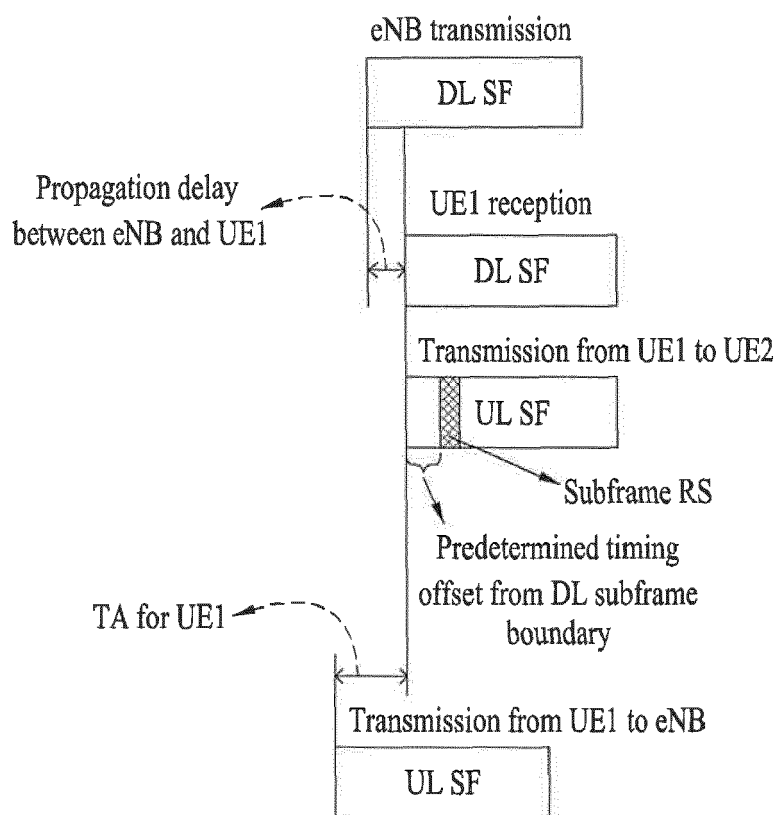 eNB transmission
DL SF
Propagation delay
between eNB and UE1
UE1 reception
DL SF
Transmission from UE1 to UE2
UL SF
Subframe RS
Predetermined timing
offset from DL subframe
boundary
TA for UE1
Transmission from UE1 to eNB
UL SF